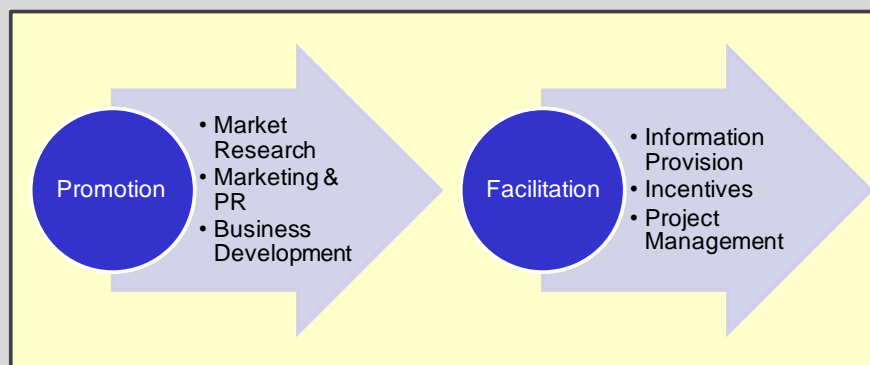 Promotion
• Market
Research
• Marketing &
PR
• Business
Development
Facilitation
• Information
Provision
• Incentives
• Project
Management